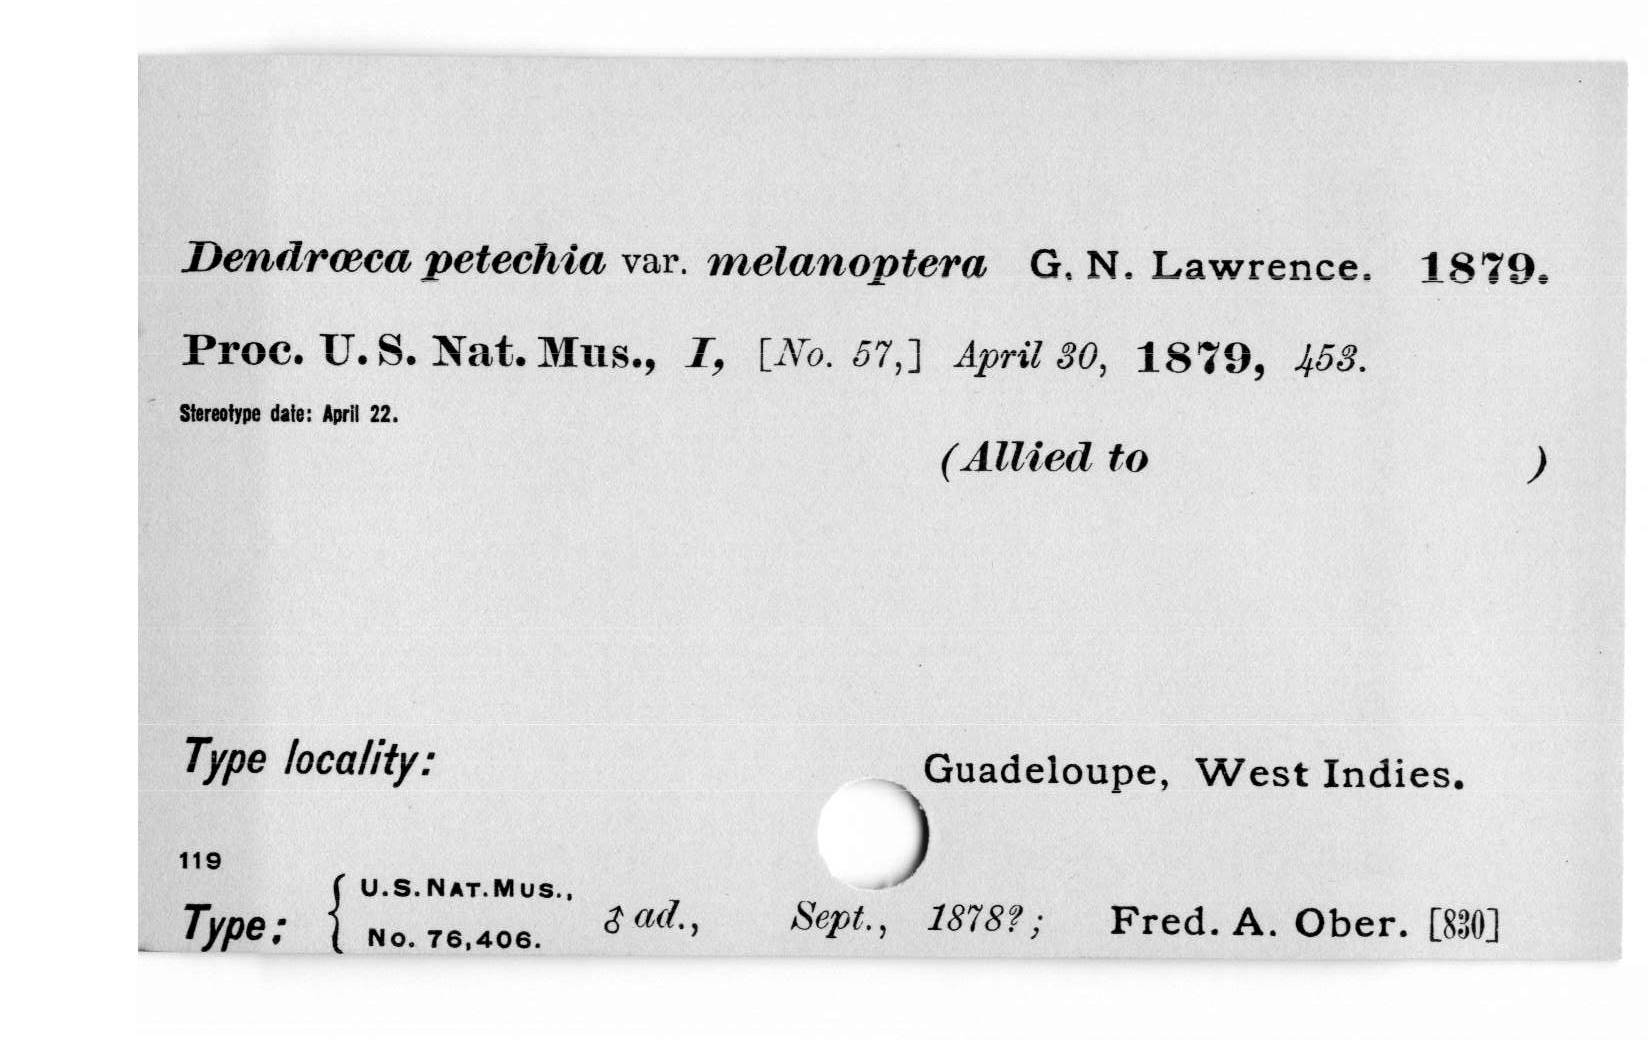 Dendrœca petechia var. melanoptera G. N. Lawrence. 1879.
Proc. U. S. Nat. Mus., I, [No. 57,] April 30, 1879, 453.
Stereotype date: April 22.
(Allied to )
Type locality: Guadeloupe, West Indies.
119
Type: { U.S. NAT. MUS., No. 76,406. ♂ ad., Sept., 1878?; Fred. A. Ober. [830]